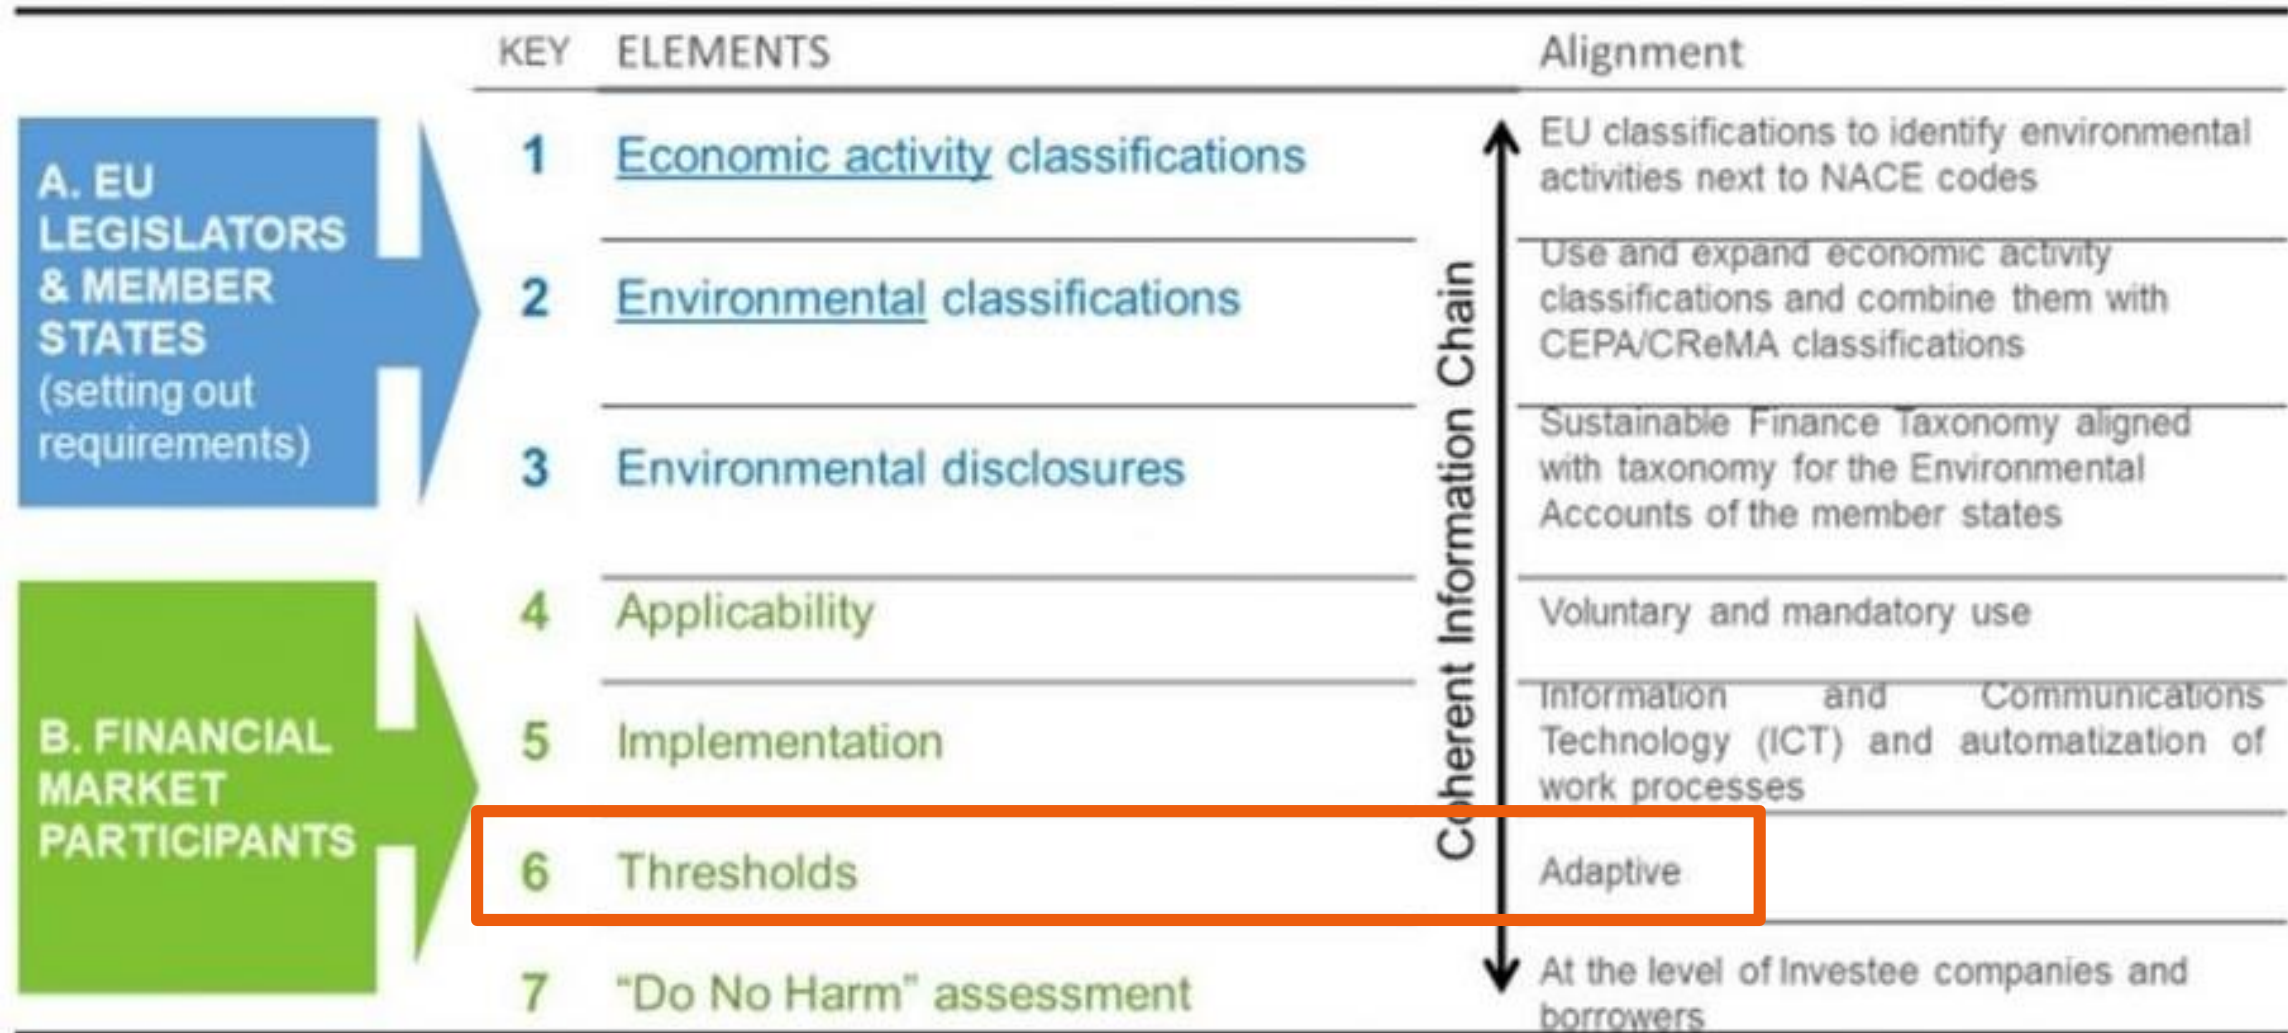 KEY ELEMENTS Alignment
A. EU
LEGISLATORS
& MEMBER
STATES
(setting out
requirements)
1 Economic activity classifications
EU classifications to identify environmental
activities next to NACE codes
2 Environmental classifications
Use and expand economic activity
classifications and combine them with
CEPA/CReMA classifications
3 Environmental disclosures
Sustainable Finance Taxonomy aligned
with taxonomy for the Environmental
Accounts of the member states
Coherent Information Chain
B. FINANCIAL
MARKET
PARTICIPANTS
4 Applicability
Voluntary and mandatory use
5 Implementation
Information and Communications
Technology (ICT) and automatization of
work processes
6 Thresholds
Adaptive
7 “Do No Harm” assessment
At the level of Investee companies and
borrowers